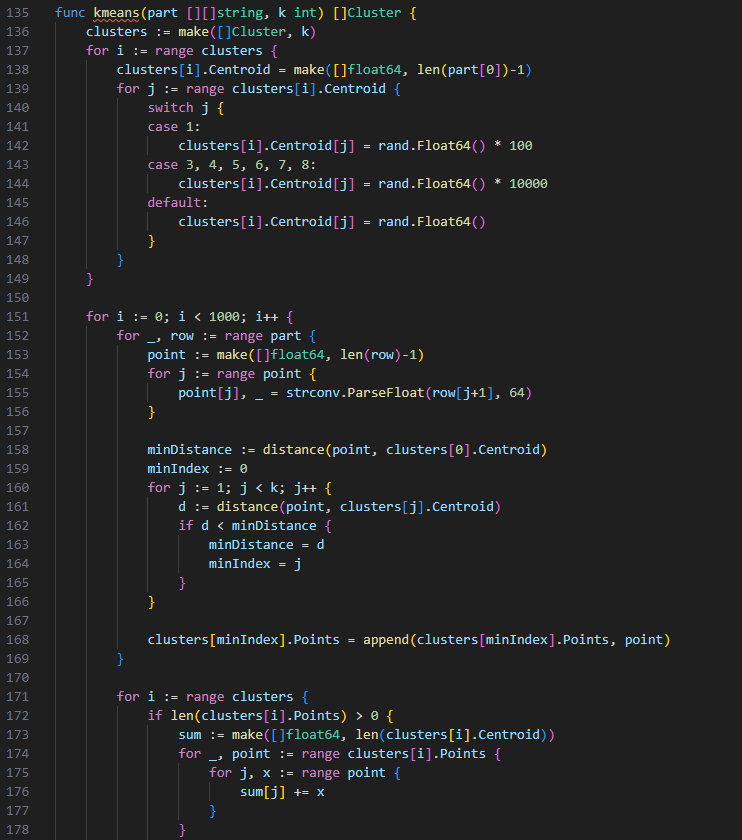 135 func kmeans(part [][]string, k int) []Cluster {
136     clusters := make([]Cluster, k)
137     for i := range clusters {
138         clusters[i].Centroid = make([]float64, len(part[0])-1)
139         for j := range clusters[i].Centroid {
140             switch j {
141             case 1:
142                 clusters[i].Centroid[j] = rand.Float64() * 100
143             case 3, 4, 5, 6, 7, 8:
144                 clusters[i].Centroid[j] = rand.Float64() * 10000
145             default:
146                 clusters[i].Centroid[j] = rand.Float64()
147             }
148         }
149     }
150
151     for i := 0; i < 1000; i++ {
152         for _, row := range part {
153             point := make([]float64, len(row)-1)
154             for j := range point {
155                 point[j], _ = strconv.ParseFloat(row[j+1], 64)
156             }
157
158             minDistance := distance(point, clusters[0].Centroid)
159             minIndex := 0
160             for j := 1; j < k; j++ {
161                 d := distance(point, clusters[j].Centroid)
162                 if d < minDistance {
163                     minDistance = d
164                     minIndex = j
165                 }
166             }
167
168             clusters[minIndex].Points = append(clusters[minIndex].Points, point)
169         }
170
171         for i := range clusters {
172             if len(clusters[i].Points) > 0 {
173                 sum := make([]float64, len(clusters[i].Centroid))
174                 for _, point := range clusters[i].Points {
175                     for j, x := range point {
176                         sum[j] += x
177                     }
178                 }